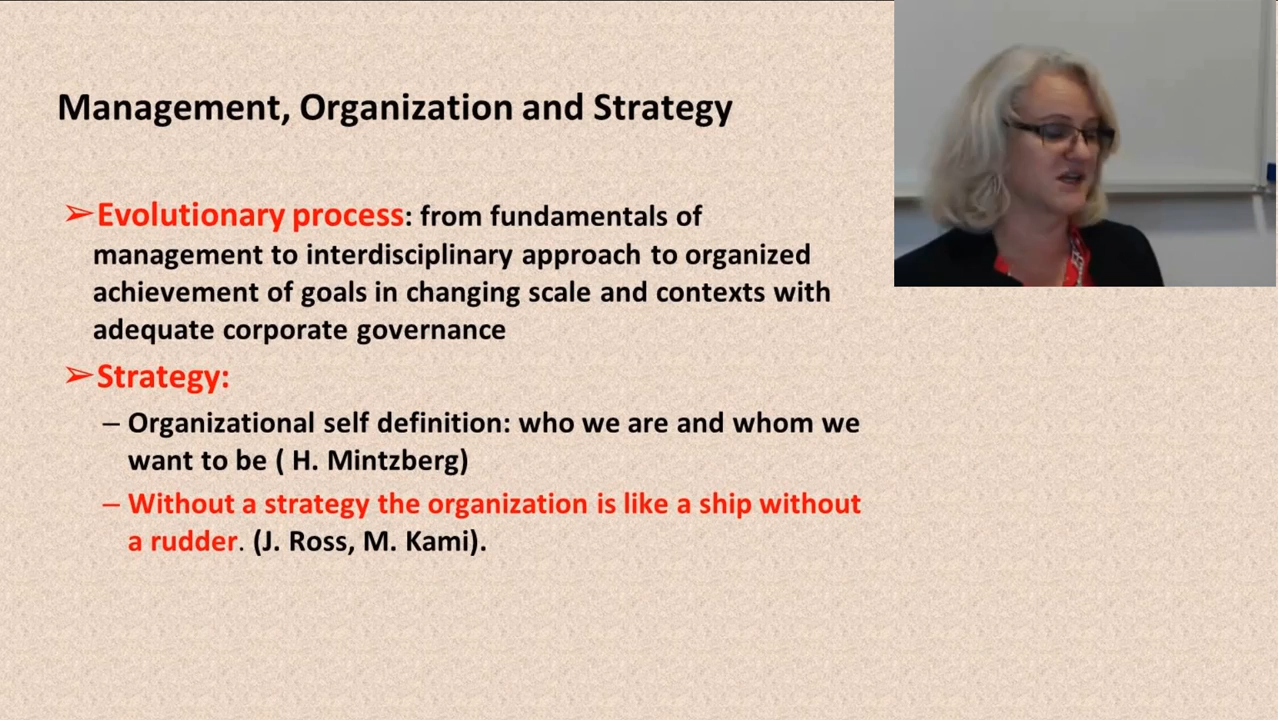 Management, Organization and Strategy
➢Evolutionary process: from fundamentals of
management to interdisciplinary approach to organized
achievement of goals in changing scale and contexts with
adequate corporate governance
➢Strategy:
– Organizational self definition: who we are and whom we
want to be ( H. Mintzberg)
– Without a strategy the organization is like a ship without
a rudder. (J. Ross, M. Kami).